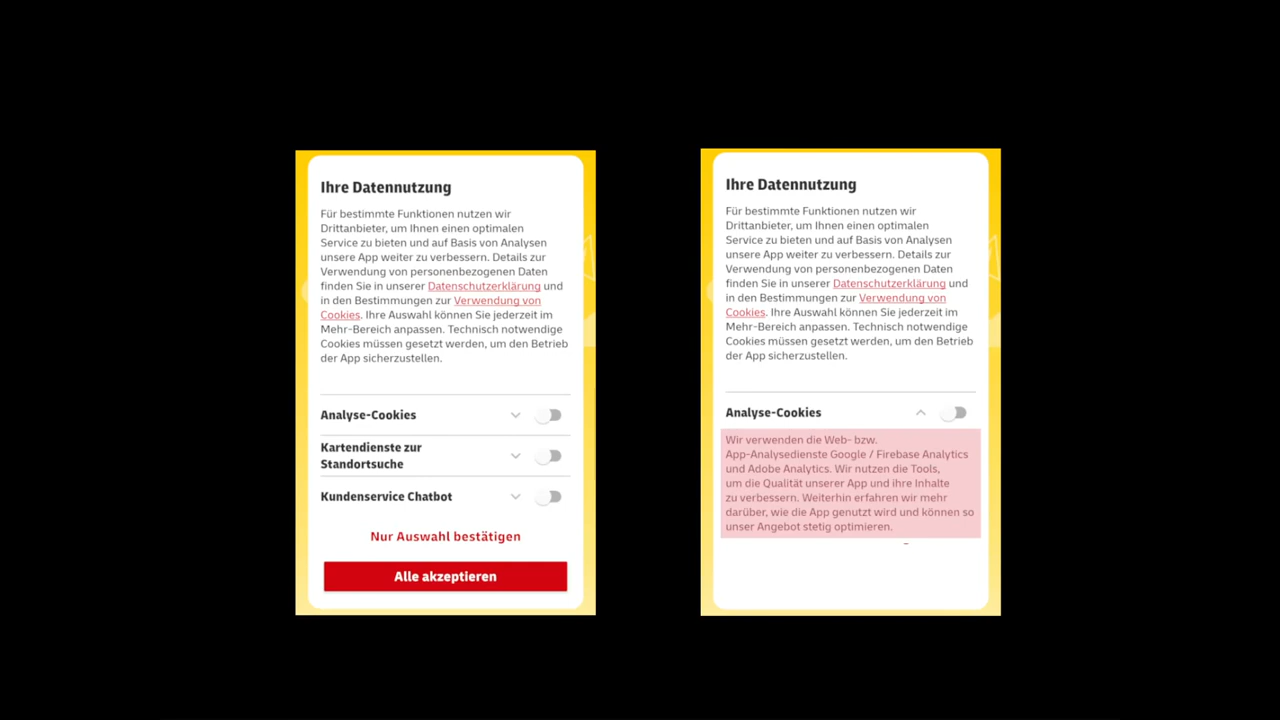 Ihre Datennutzung
Für bestimmte Funktionen nutzen wir
Drittanbieter, um Ihnen einen optimalen
Service zu bieten und auf Basis von Analysen
unsere App weiter zu verbessern. Details zur
Verwendung von personenbezogenen Daten
finden Sie in unserer Datenschutzerklärung und
in den Bestimmungen zur Verwendung von
Cookies. Ihre Auswahl können Sie jederzeit im
Mehr-Bereich anpassen. Technisch notwendige
Cookies müssen gesetzt werden, um den Betrieb
der App sicherzustellen.
Analyse-Cookies
Kartendienste zur
Standortsuche
Kundenservice Chatbot
Nur Auswahl bestätigen
Alle akzeptieren
Ihre Datennutzung
Für bestimmte Funktionen nutzen wir
Drittanbieter, um Ihnen einen optimalen
Service zu bieten und auf Basis von Analysen
unsere App weiter zu verbessern. Details zur
Verwendung von personenbezogenen Daten
finden Sie in unserer Datenschutzerklärung und
in den Bestimmungen zur Verwendung von
Cookies. Ihre Auswahl können Sie jederzeit im
Mehr-Bereich anpassen. Technisch notwendige
Cookies müssen gesetzt werden, um den Betrieb
der App sicherzustellen.
Analyse-Cookies
Wir verwenden die Web- bzw.
App-Analysedienste Google / Firebase Analytics
und Adobe Analytics. Wir nutzen die Tools,
um die Qualität unserer App und ihre Inhalte
zu verbessern. Weiterhin erfahren wir mehr
darüber, wie die App genutzt wird und können so
unser Angebot stetig optimieren.